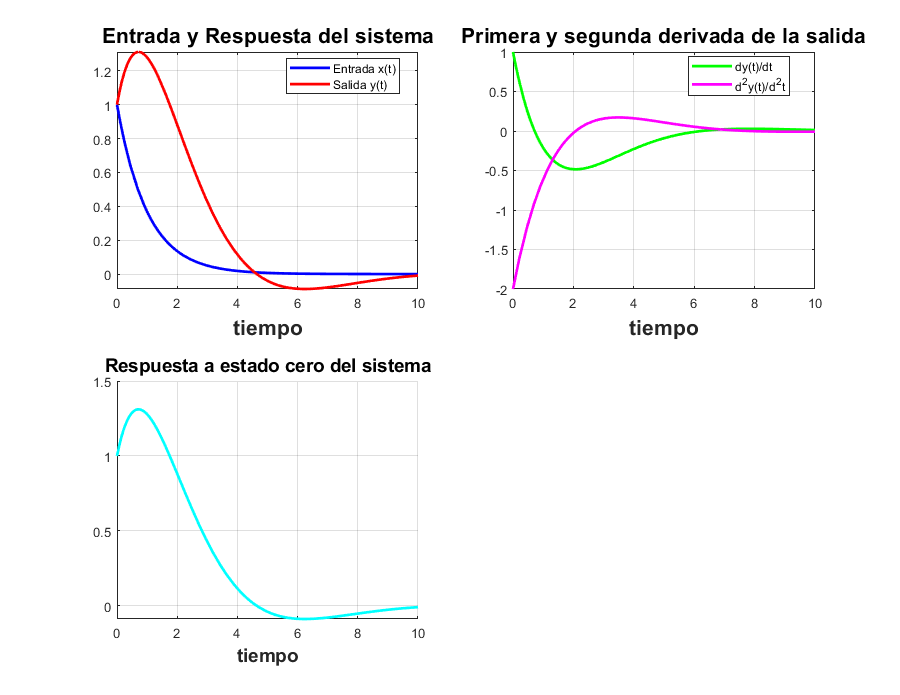 Entrada y Respuesta del sistema
1.2
1
0.8
0.6
0.4
0.2
0
0 2 4 6 8 10
Entrada x(t)
Salida y(t)
tiempo
Primera y segunda derivada de la salida
1
0.5
0
-0.5
-1
-1.5
-2
0 2 4 6 8 10
dy(t)/dt
d²y(t)/d²t
tiempo
Respuesta a estado cero del sistema
1.5
1
0.5
0
0 2 4 6 8 10
tiempo